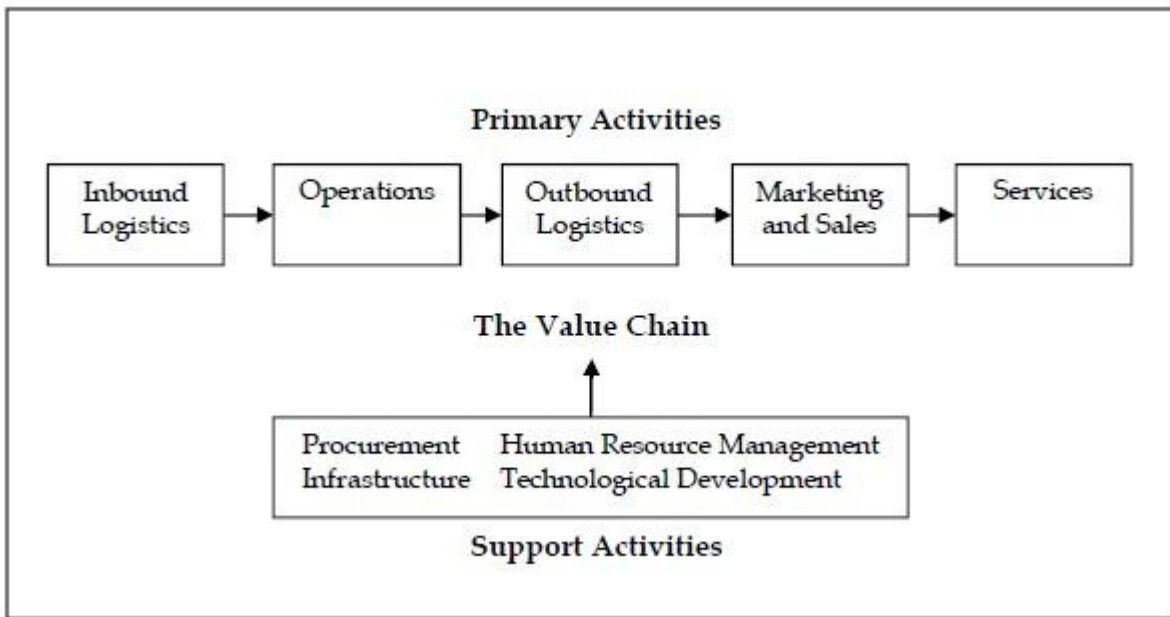 Primary Activities
Inbound
Logistics
Operations
Outbound
Logistics
Marketing
and Sales
Services
The Value Chain
Procurement Human Resource Management
Infrastructure Technological Development
Support Activities